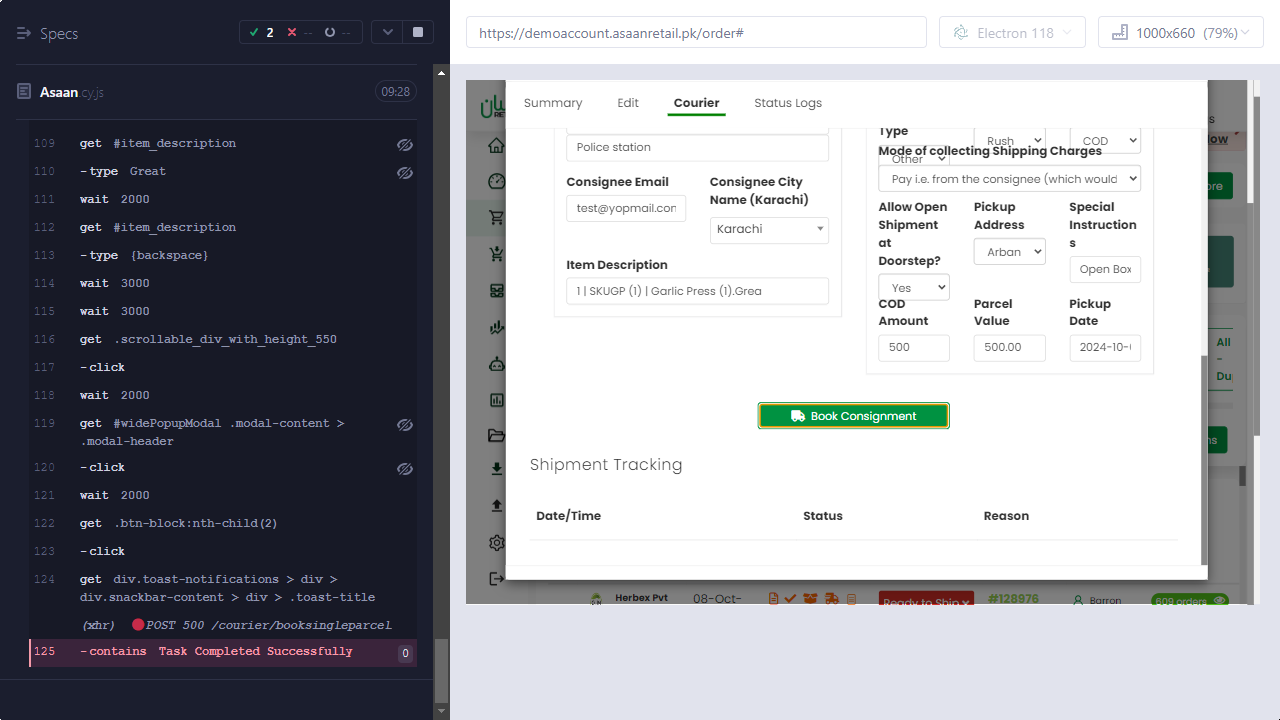 Specs
2 -- --
https://demoaccount.asaanretail.pk/order#
Electron 118
1000x660 (79%)
Asaan.cy.js
09:28
109 get #item_description
110 -type Great
111 wait 2000
112 get #item_description
113 -type {backspace}
114 wait 3000
115 wait 3000
116 get .scrollable_div_with_height_550
117 -click
118 wait 2000
119 get #widePopupModal .modal-content >
.modal-header
120 -click
121 wait 2000
122 get .btn-block:nth-child(2)
123 -click
124 get div.toast-notifications > div >
div.snackbar-content > div > .toast-title
(xhr) POST 500 /courier/booksingleparcel
125 -contains Task Completed Successfully 0
Summary
Edit
Courier
Status Logs
Police station
Consignee Email
Consignee City
Name (Karachi)
test@yopmail.con
Karachi
Item Description
1 | SKUGP (1) | Garlic Press (1).Grea
Type
Rush
COD
Other
Mode of collecting Shipping Charges
Pay i.e. from the consignee (which would
Allow Open
Shipment
at
Doorstep?
Pickup
Address
Special
Instruction
s
Arban
Open Box
Yes
COD
Amount
Parcel
Value
Pickup
Date
500
500.00
2024-10-
Book Consignment
Shipment Tracking
Date/Time
Status
Reason
All
-
Herbex Pvt
08-Oct-
Ready to Ship x
#128976
Barron
609 orders